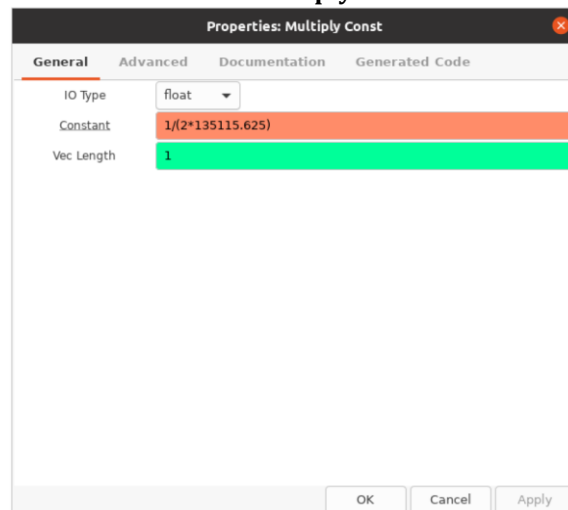 Properties: Multiply Const
General Advanced Documentation Generated Code
IO Type float
Constant 1/(2*135115.625)
Vec Length 1
OK Cancel Apply